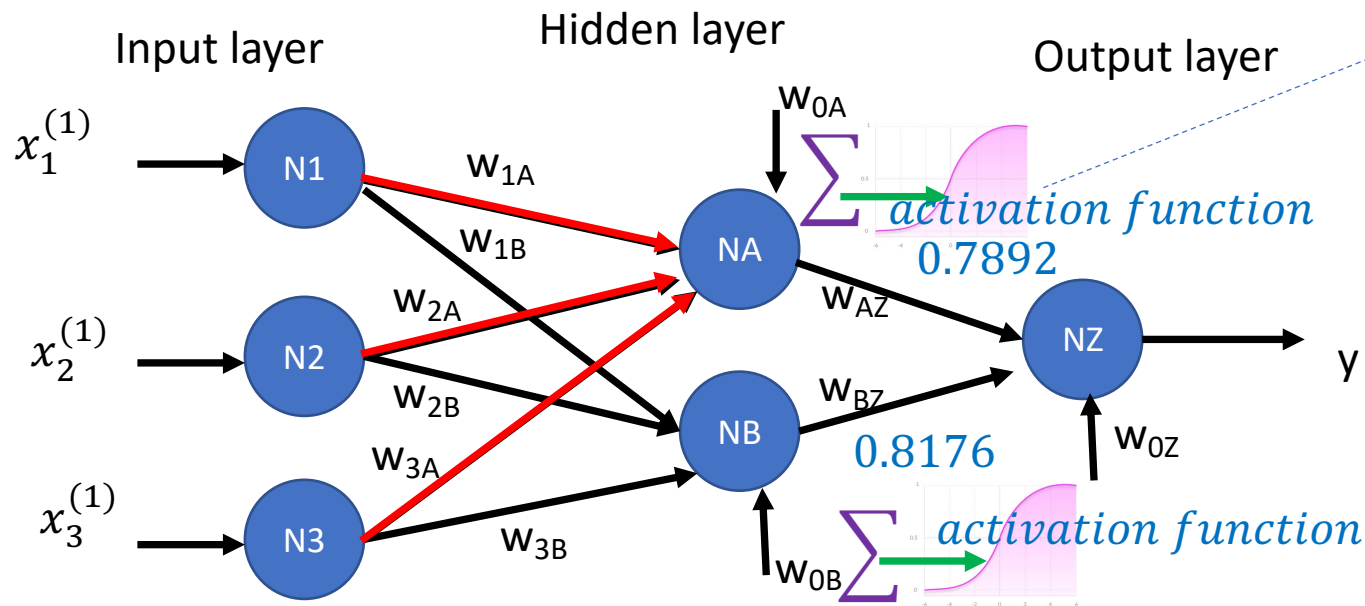 Input layer
Hidden layer
Output layer
x₁⁽¹⁾
x₂⁽¹⁾
x₃⁽¹⁾
N1
N2
N3
w₁A
w₁B
w₂A
w₂B
w₃A
w₃B
w₀A
∑
activation function
0.7892
NA
wAZ
NB
wBZ
0.8176
w₀B
∑
activation function
NZ
w₀Z
y